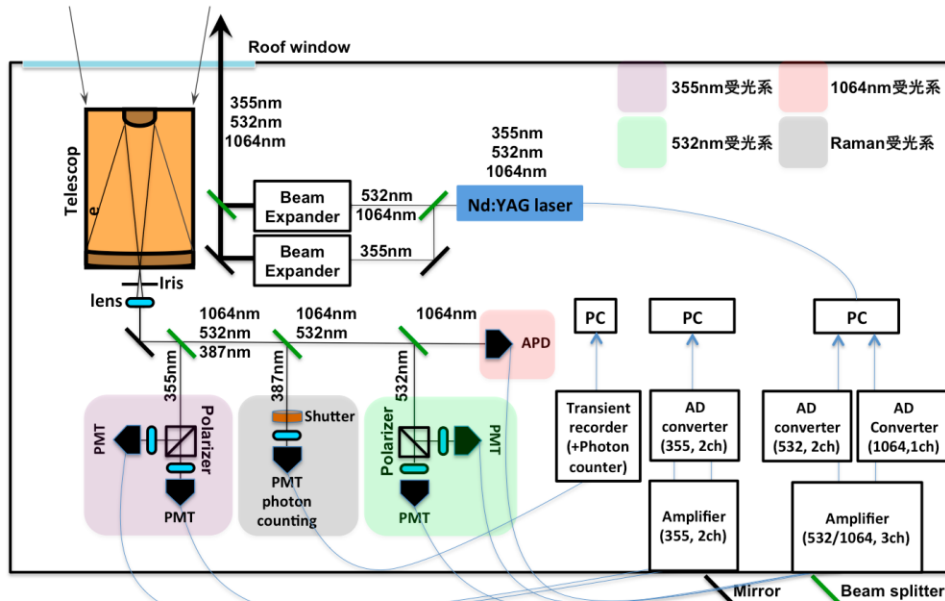 Roof window
355nm
532nm
1064nm
355nm受光系
1064nm受光系
532nm受光系
Raman受光系
Telescop
e
355nm
532nm
1064nm
Beam
Expander
532nm
1064nm
Nd:YAG laser
Beam
Expander
355nm
Iris
lens
1064nm
532nm
387nm
1064nm
532nm
1064nm
APD
355nm
387nm
532nm
PC
PC
PC
Polarizer
PMT
PMT
Shutter
PMT
photon
counting
Polarizer
PMT
PMT
Transient
recorder
(+Photon
counter)
AD
converter
(355, 2ch)
AD
converter
(532, 2ch)
AD
Converter
(1064,1ch)
Amplifier
(355, 2ch)
Amplifier
(532/1064, 3ch)
Mirror
Beam splitter